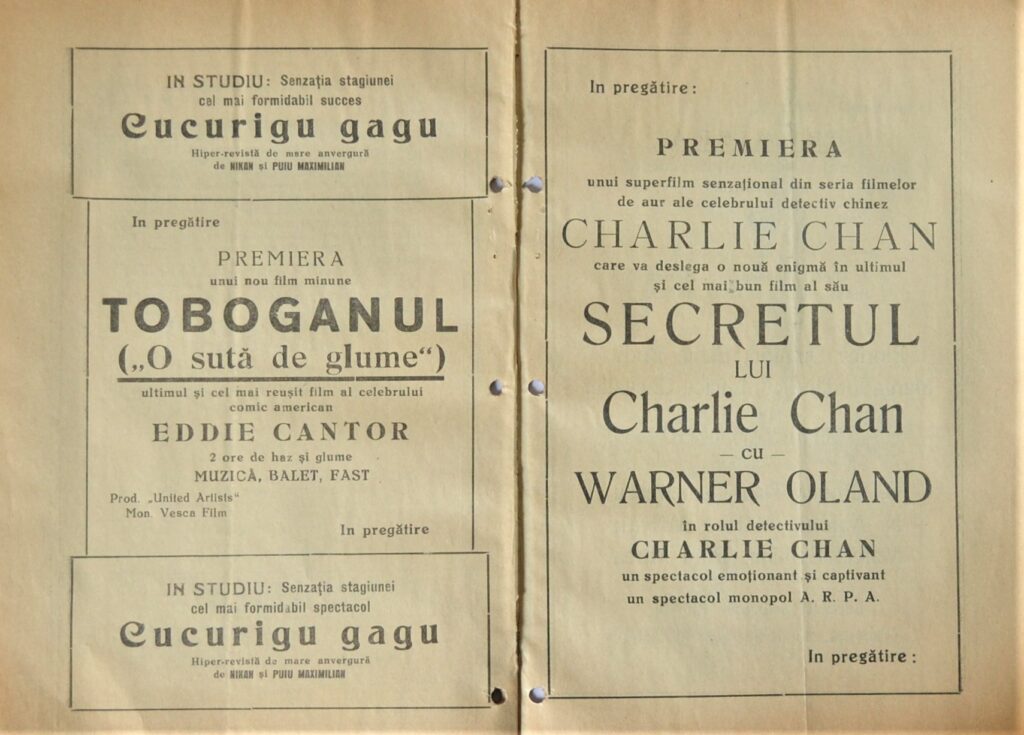 IN STUDIU: Senzația stagiunei
cel mai formidabil succes
Cucurigu gagu
Hiper-revistă de mare anvergură
de NIKAN și PUIU MAXIMILIAN
In pregătire
PREMIERA
unui nou film minune
TOBOGANUL
(„O sută de glume“)
ultimul și cel mai reușit film al celebrului
comic american
EDDIE CANTOR
2 ore de haz și glume
MUZICĂ, BALET, FAST
Prod. „United Artists“
Mon. Vesca Film
In pregătire
IN STUDIU: Senzația stagiunei
cel mai formidabil spectacol
Cucurigu gagu
Hiper-revistă de mare anvergură
de NIKAN și PUIU MAXIMILIAN
In pregătire:
PREMIERA
unui superfilm senzațional din seria filmelor
de aur ale celebrului detectiv chinez
CHARLIE CHAN
care va deslega o nouă enigmă în ultimul
și cel mai bun film al său
SECRETUL
LUI
Charlie Chan
— CU —
WARNER OLAND
în rolul detectivului
CHARLIE CHAN
un spectacol emoționant și captivant
un spectacol monopol A. R. P. A.
In pregătire: